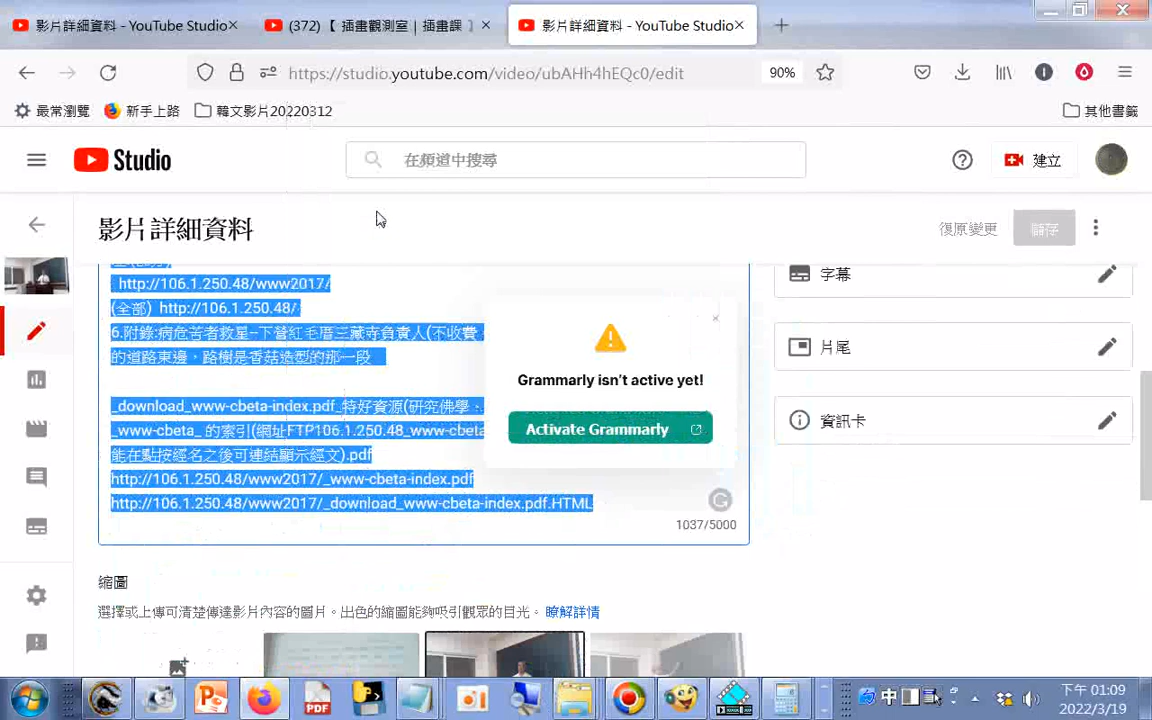 影片詳細資料 - YouTube Studio
(372)【 插畫觀測室 | 插畫課 】
影片詳細資料 - YouTube Studio
https://studio.youtube.com/video/ubAHh4hEQc0/edit
90%
最常瀏覽
新手上路
韓文影片20220312
其他書籤
Studio
在頻道中搜尋
建立
影片詳細資料
復原變更
儲存
http://106.1.250.48/www2017/
(全部) http://106.1.250.48/
6.附錄:病危苦者救星--下營紅毛厝三藏寺負責人(不收費
的道路東邊，路樹是香菇造型的那一段
_download_www-cbeta-index.pdf_特好資源(研究佛學、
_www-cbeta_ 的索引(網址FTP106.1.250.48_www-cbeta
能在點按經名之後可連結顯示經文).pdf
http://106.1.250.48/www2017/_www-cbeta-index.pdf
http://106.1.250.48/www2017/_download_www-cbeta-index.pdf.HTML
1037/5000
Grammarly isn't active yet!
Activate Grammarly
字幕
片尾
資訊卡
縮圖
選擇或上傳可清楚傳達影片內容的圖片。出色的縮圖能夠吸引觀眾的目光。 瞭解詳情
PDF
中
下午 01:09
2022/3/19